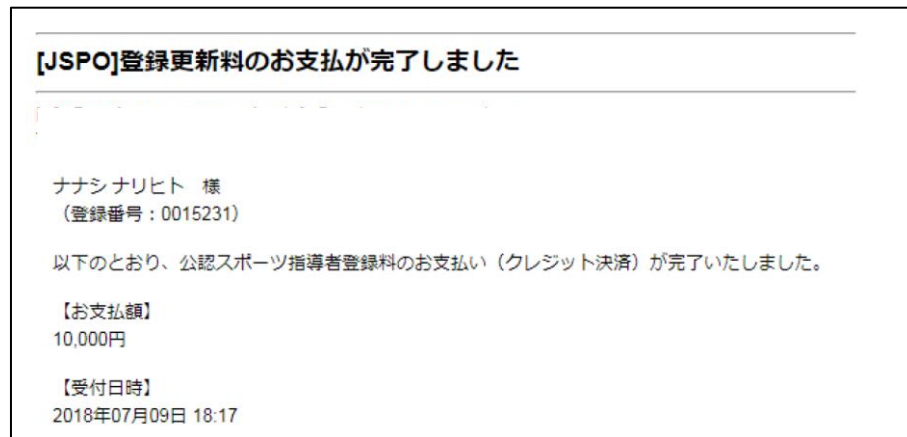 [JSPO]登録更新料のお支払が完了しました
ナナシ ナリヒト　様
（登録番号：0015231）
以下のとおり、公認スポーツ指導者登録料のお支払い（クレジット決済）が完了いたしました。
【お支払額】
10,000円
【受付日時】
2018年07月09日 18:17